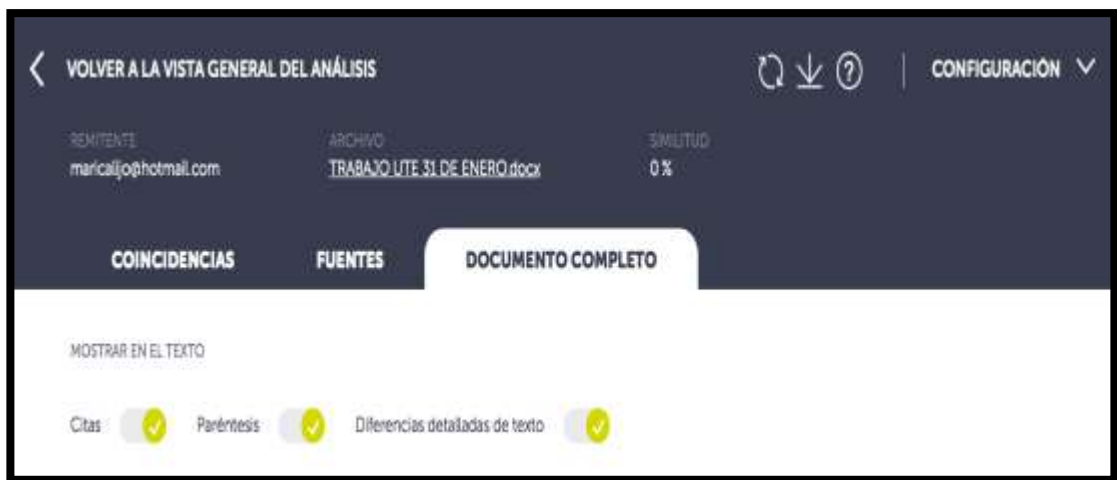 VOLVER A LA VISTA GENERAL DEL ANÁLISIS
CONFIGURACIÓN
REMITENTE ARCHIVO SIMILITUD
maricalijo@hotmail.com TRABAJO UTE 31 DE ENERO.docx 0 %
COINCIDENCIAS FUENTES DOCUMENTO COMPLETO
MOSTRAR EN EL TEXTO
Citas Paréntesis Diferencias detalladas de texto